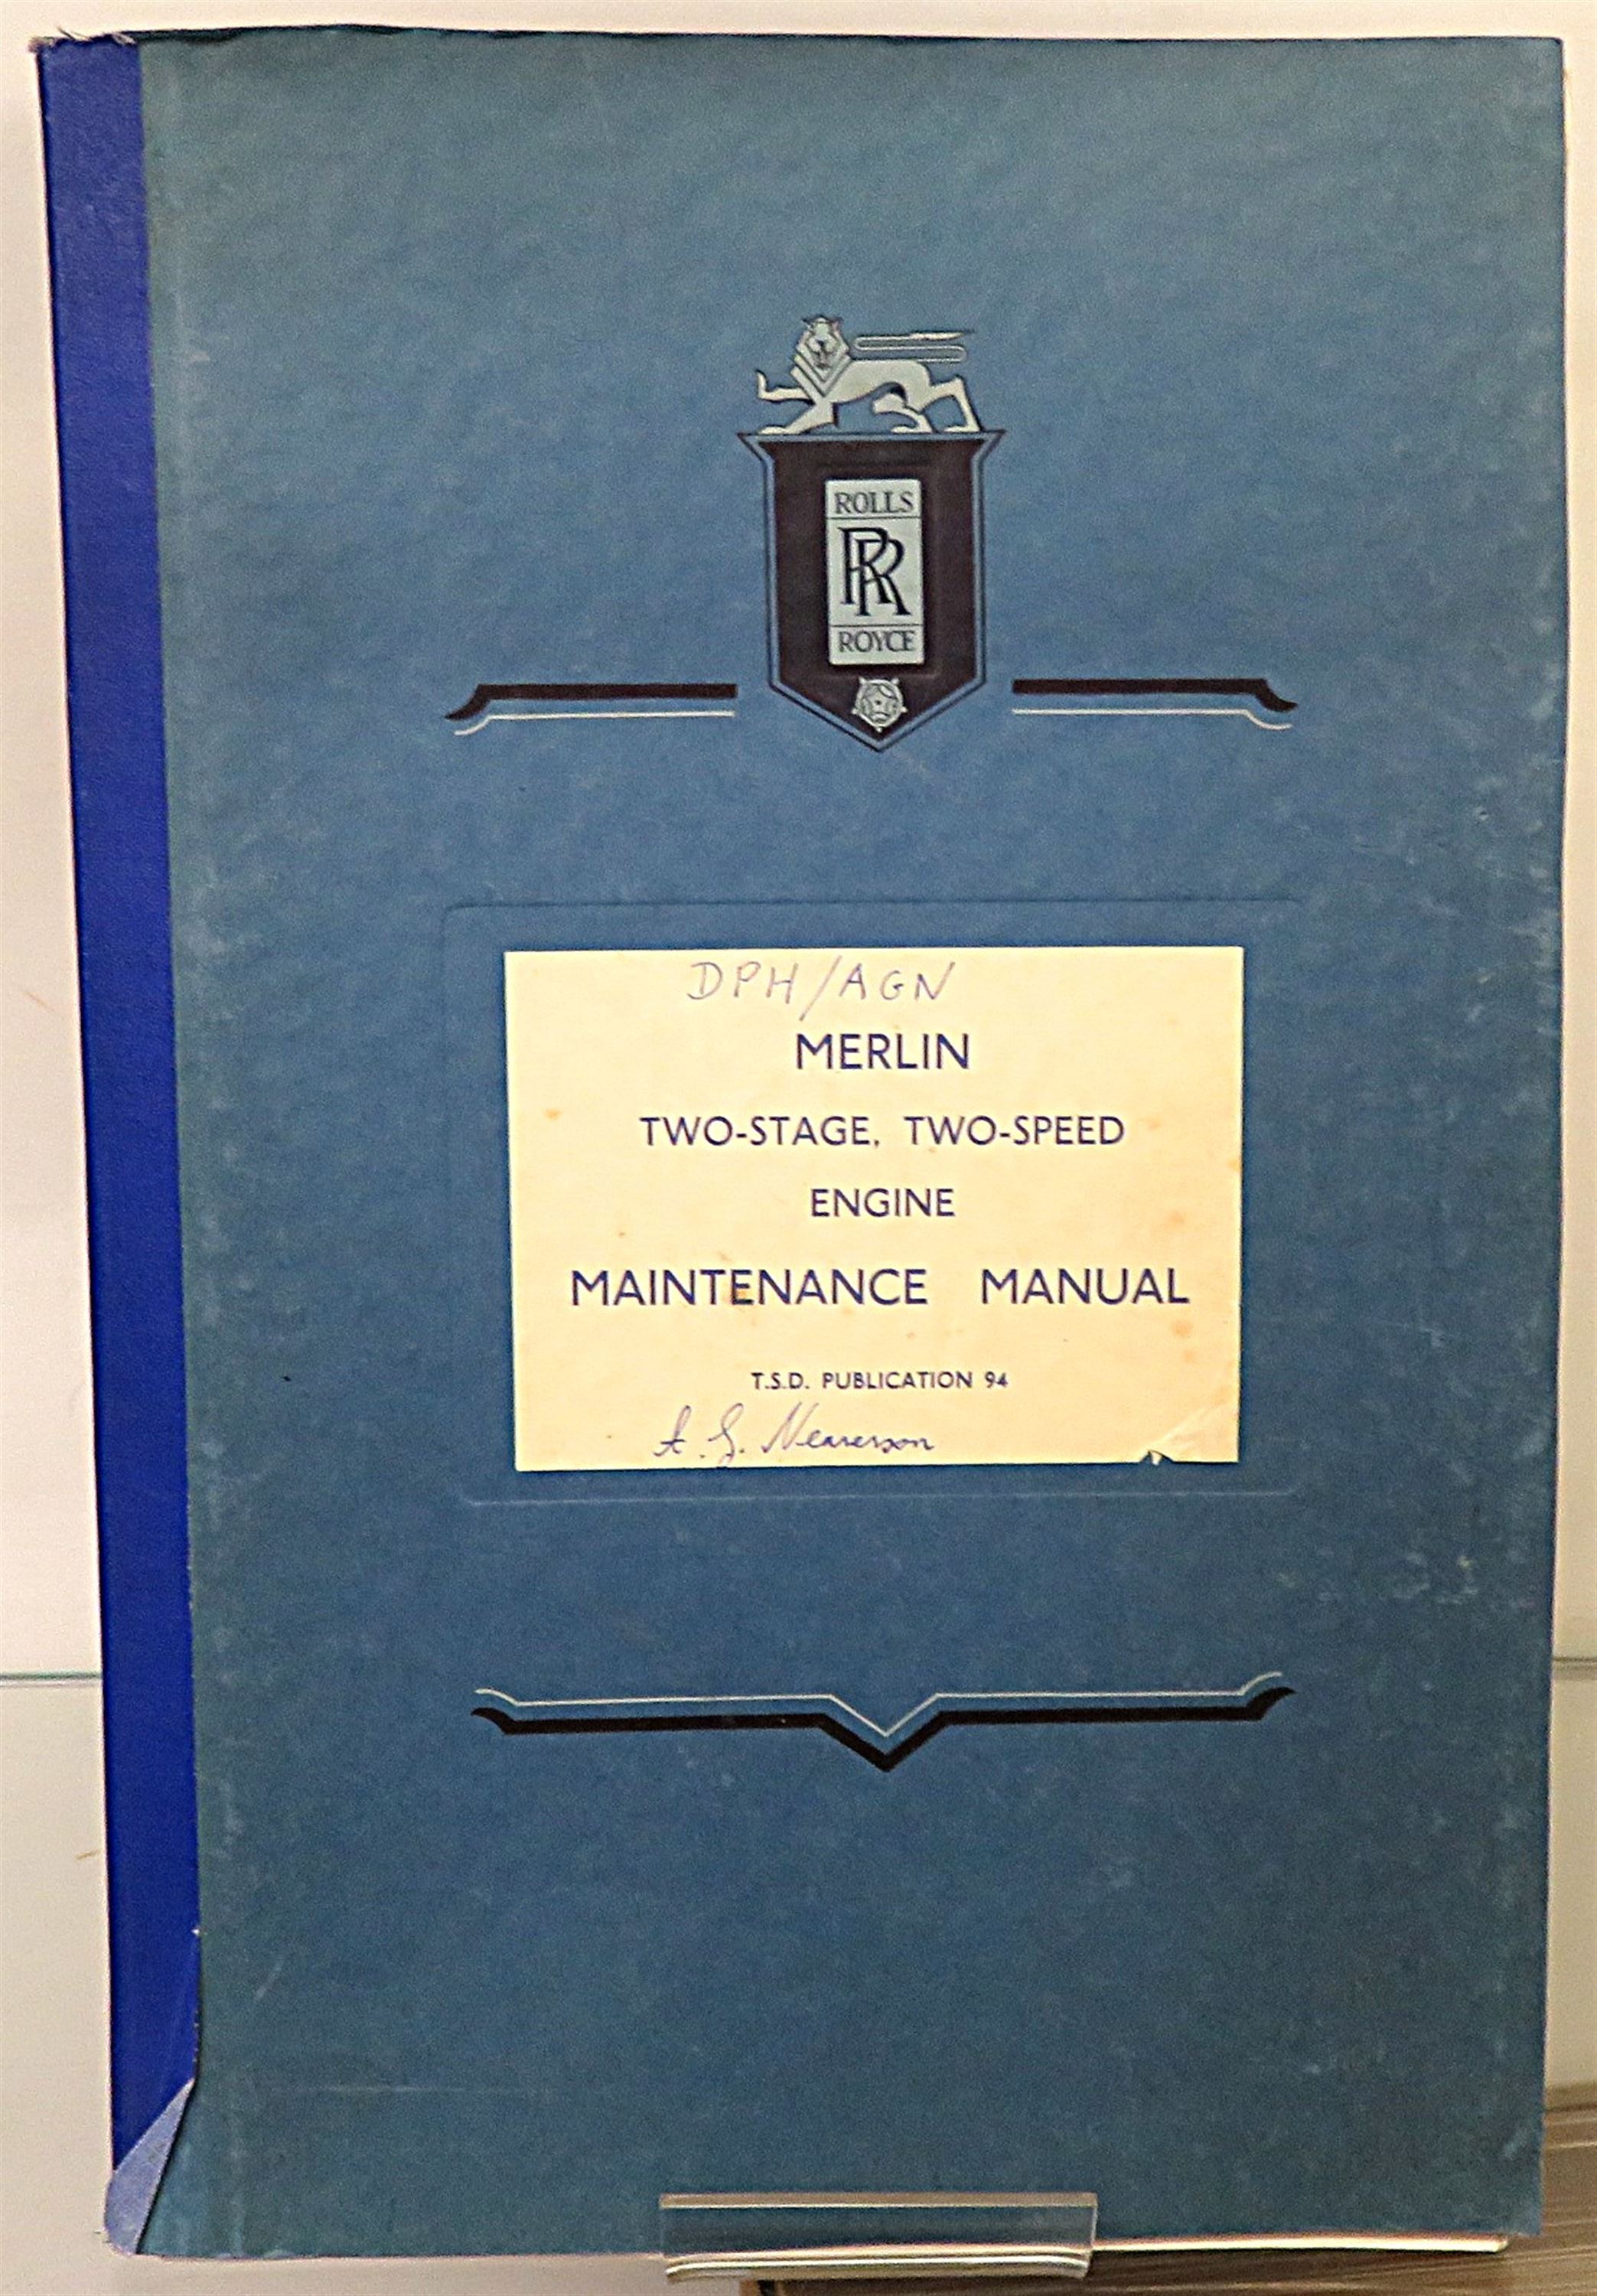 ROLLS
RR
ROYCE
DPH/AGN
MERLIN
TWO-STAGE, TWO-SPEED
ENGINE
MAINTENANCE MANUAL
T.S.D. PUBLICATION 94
A. G.